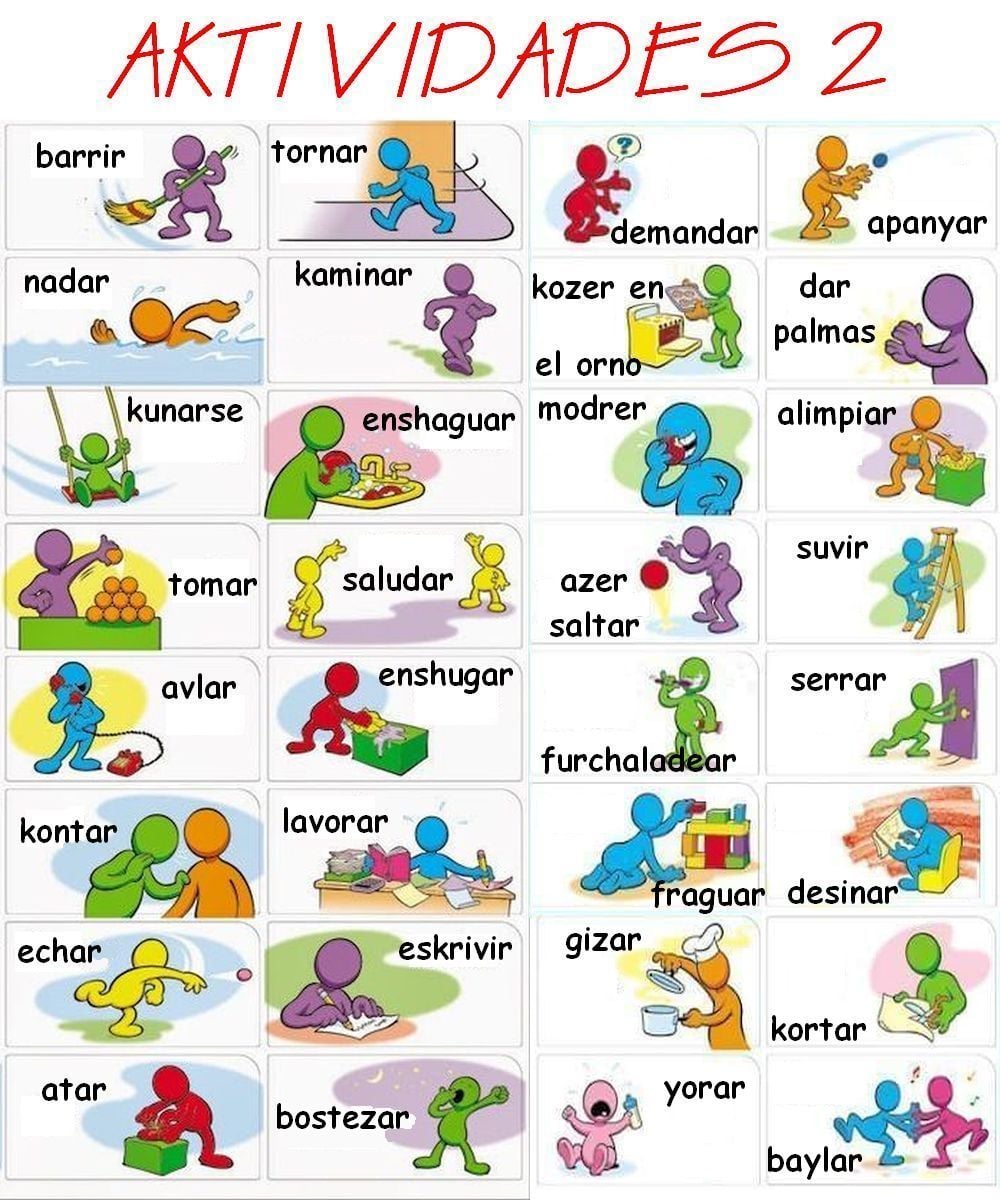 AKTIVIDADES 2
barrir
tornar
demandar
apanyar
nadar
kaminar
kozer en
el orno
dar
palmas
kunarse
enshaguar
modrer
alimpiar
tomar
saludar
azer
saltar
suvir
avlar
enshugar
furchaladear
serrar
kontar
lavorar
fraguar
desinar
echar
eskrivir
gizar
kortar
atar
bostezar
yorar
baylar